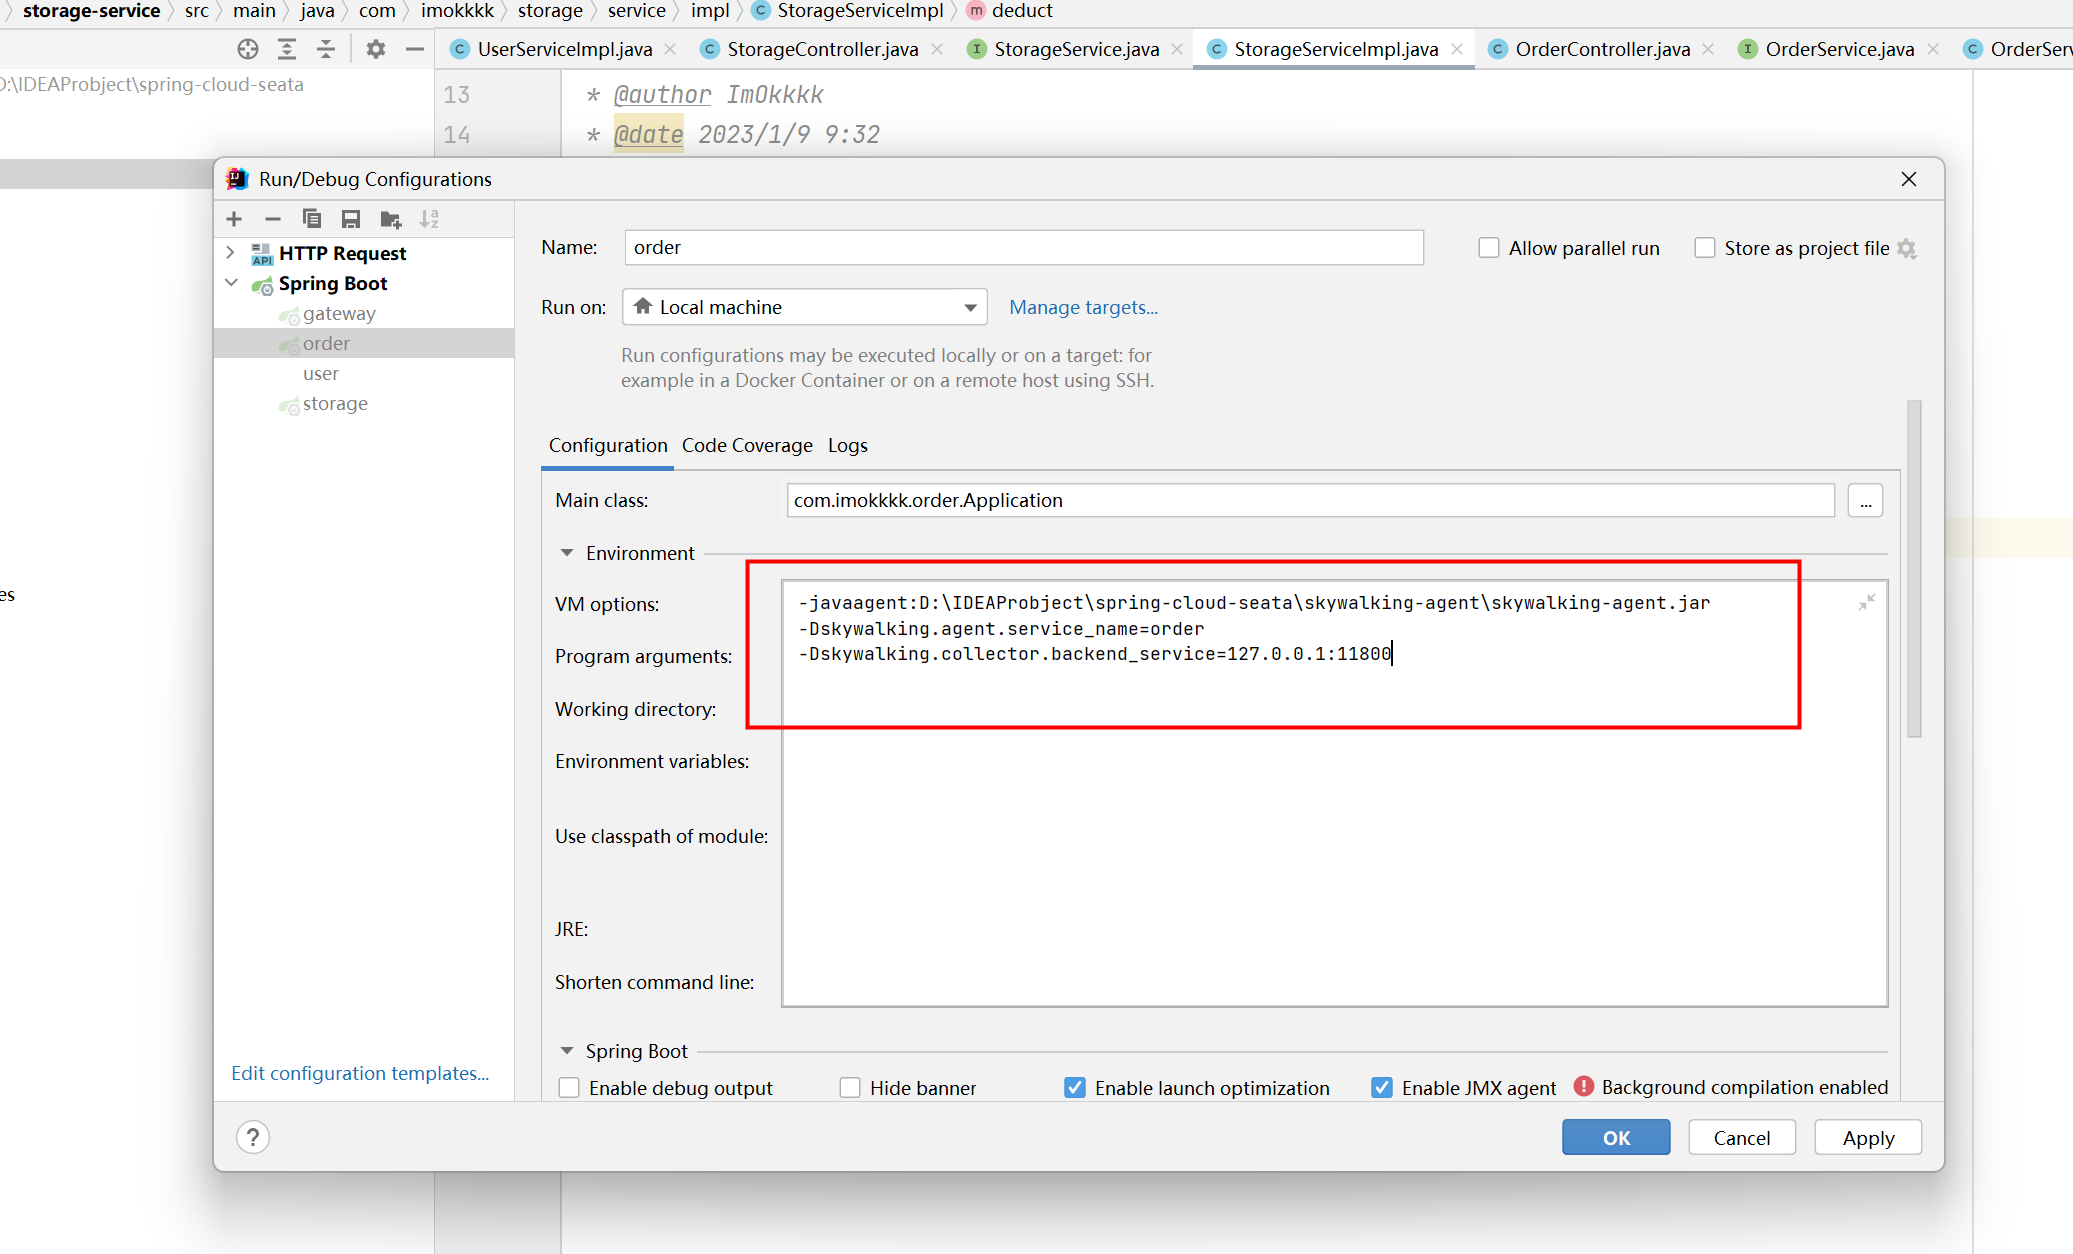 storage-service src main java com imokkkk storage service impl StorageServiceImpl deduct
UserServiceImpl.java StorageController.java StorageService.java StorageServiceImpl.java OrderController.java OrderService.java OrderServ
D:\IDEAProbject\spring-cloud-seata
13 * @author ImOkkkk
14 * @date 2023/1/9 9:32
Run/Debug Configurations
HTTP Request
Spring Boot
gateway
order
user
storage
Edit configuration templates...
Name: order Allow parallel run Store as project file
Run on: Local machine Manage targets...
Run configurations may be executed locally or on a target: for
example in a Docker Container or on a remote host using SSH.
Configuration Code Coverage Logs
Main class: com.imokkkk.order.Application ...
Environment
VM options: -javaagent:D:\IDEAProbject\spring-cloud-seata\skywalking-agent\skywalking-agent.jar
-Dskywalking.agent.service_name=order
-Dskywalking.collector.backend_service=127.0.0.1:11800
Program arguments:
Working directory:
Environment variables:
Use classpath of module:
JRE:
Shorten command line:
Spring Boot
Enable debug output Hide banner Enable launch optimization Enable JMX agent Background compilation enabled
? OK Cancel Apply
es